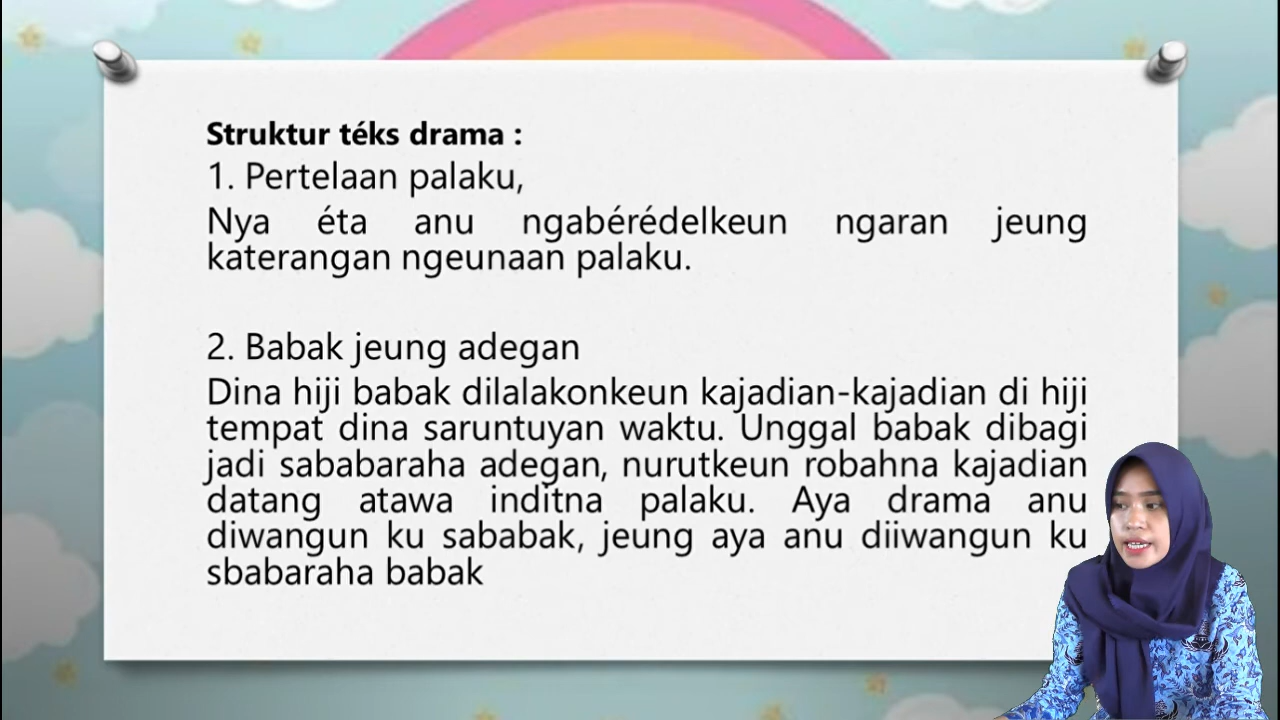 Struktur téks drama :
1. Pertelaan palaku,
Nya éta anu ngabérédelkeun ngaran jeung
katerangan ngeunaan palaku.
2. Babak jeung adegan
Dina hiji babak dilalakonkeun kajadian-kajadian di hiji
tempat dina saruntuyan waktu. Unggal babak dibagi
jadi sababaraha adegan, nurutkeun robahna kajadian
datang atawa inditna palaku. Aya drama anu
diwangun ku sababak, jeung aya anu diiwangun ku
sbabaraha babak